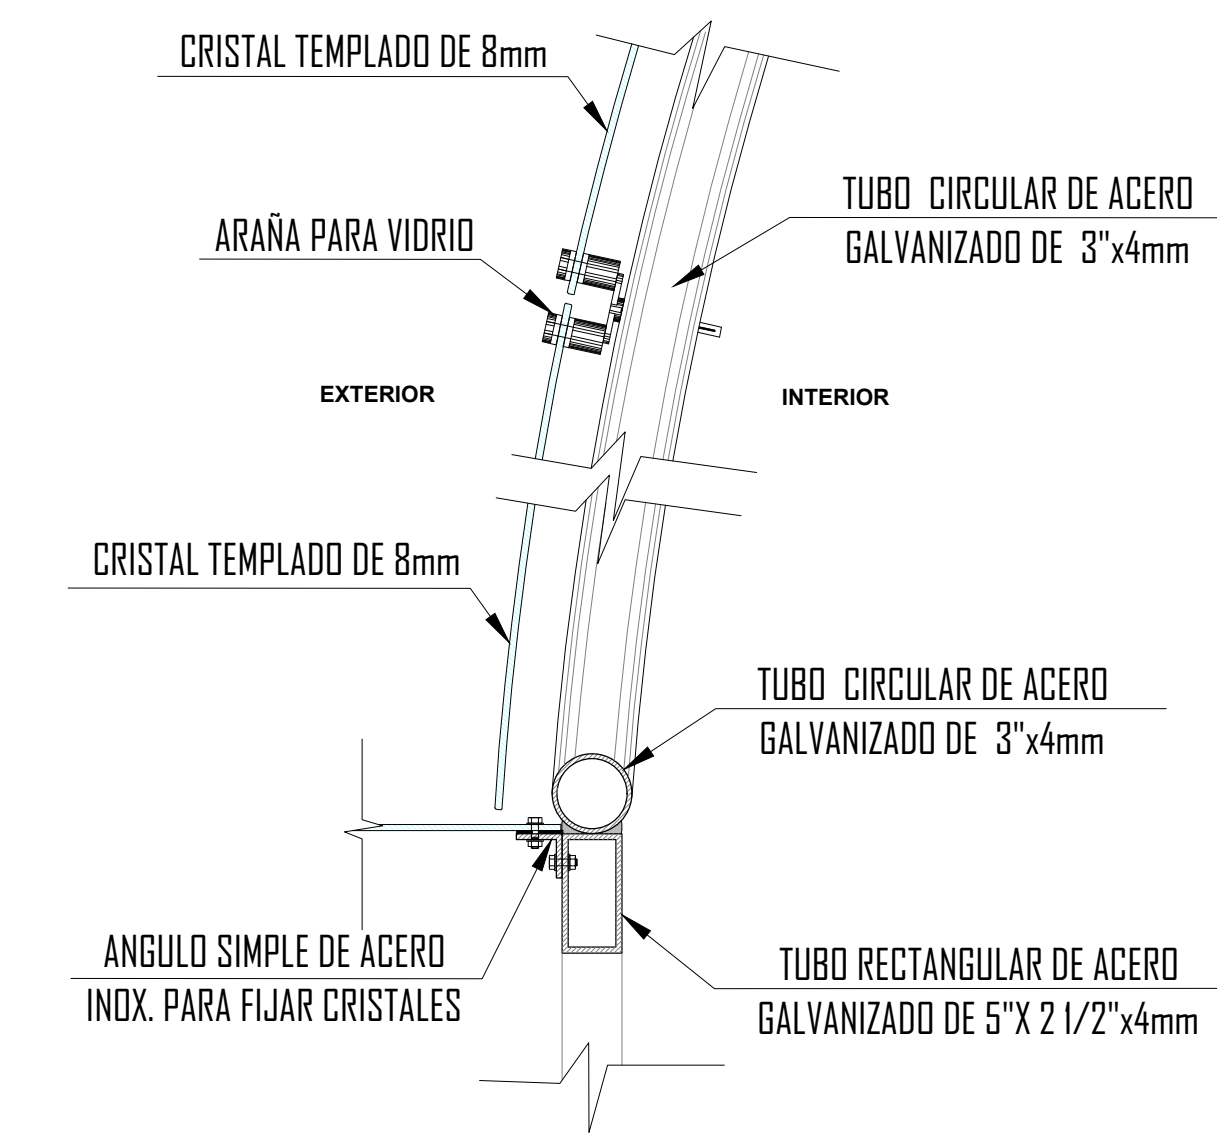 CRISTAL TEMPLADO DE 8mm
TUBO CIRCULAR DE ACERO
GALVANIZADO DE 3"x4mm
ARAÑA PARA VIDRIO
EXTERIOR
INTERIOR
CRISTAL TEMPLADO DE 8mm
TUBO CIRCULAR DE ACERO
GALVANIZADO DE 3"x4mm
ANGULO SIMPLE DE ACERO
INOX. PARA FIJAR CRISTALES
TUBO RECTANGULAR DE ACERO
GALVANIZADO DE 5"X 2 1/2"x4mm